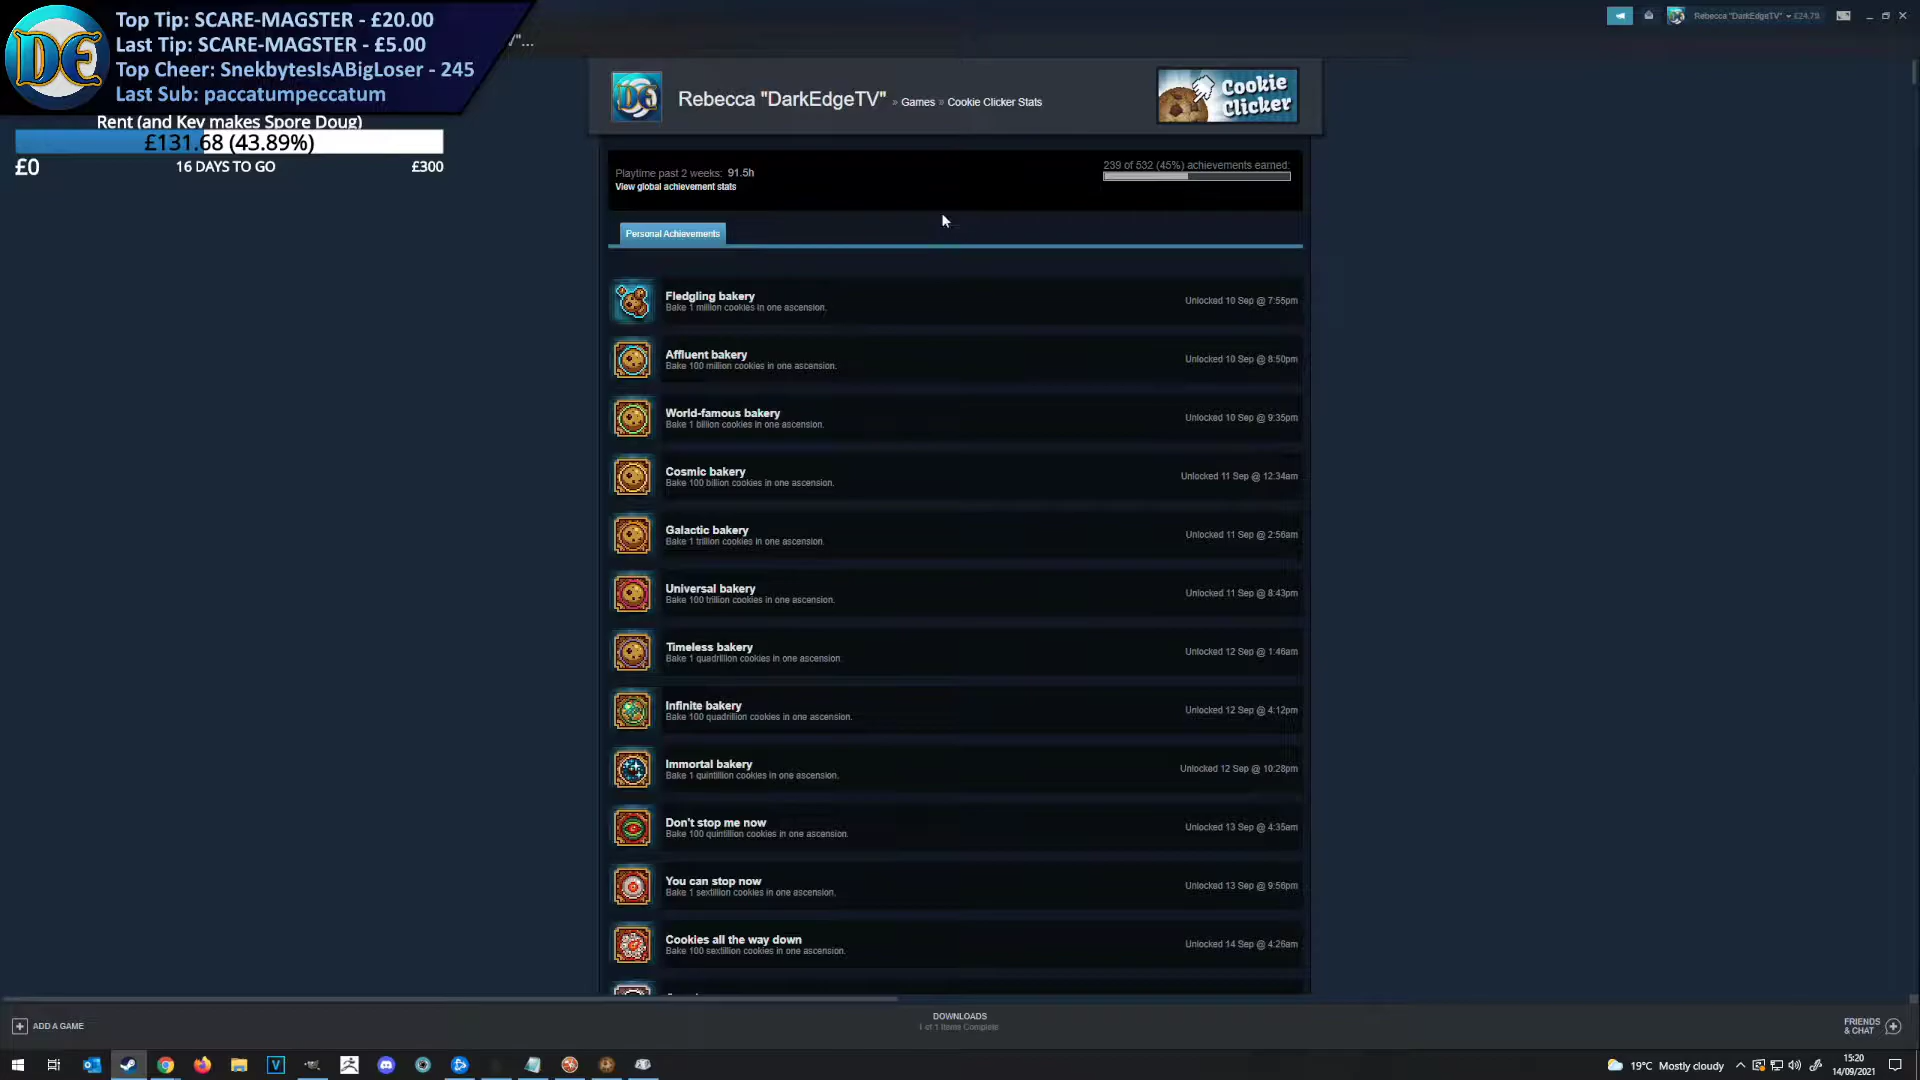 Top Tip: SCARE-MAGSTER - £20.00
Last Tip: SCARE-MAGSTER - £5.00
Top Cheer: SnekbytesIsABigLoser - 245
Last Sub: paccatumpeccatum
DE
V"...
Rent (and Kev makes Spore Doug)
£131.68 (43.89%)
£0
16 DAYS TO GO
£300
Rebecca "DarkEdgeTV" £24.79
Rebecca "DarkEdgeTV" » Games » Cookie Clicker Stats
Cookie
Clicker
Playtime past 2 weeks: 91.5h
View global achievement stats
239 of 532 (45%) achievements earned:
Personal Achievements
Fledgling bakery
Bake 1 million cookies in one ascension.
Unlocked 10 Sep @ 7:55pm
Affluent bakery
Bake 100 million cookies in one ascension.
Unlocked 10 Sep @ 8:50pm
World-famous bakery
Bake 1 billion cookies in one ascension.
Unlocked 10 Sep @ 9:35pm
Cosmic bakery
Bake 100 billion cookies in one ascension.
Unlocked 11 Sep @ 12:34am
Galactic bakery
Bake 1 trillion cookies in one ascension.
Unlocked 11 Sep @ 2:56am
Universal bakery
Bake 100 trillion cookies in one ascension.
Unlocked 11 Sep @ 8:43pm
Timeless bakery
Bake 1 quadrillion cookies in one ascension.
Unlocked 12 Sep @ 1:46am
Infinite bakery
Bake 100 quadrillion cookies in one ascension.
Unlocked 12 Sep @ 4:12pm
Immortal bakery
Bake 1 quintillion cookies in one ascension.
Unlocked 12 Sep @ 10:28pm
Don't stop me now
Bake 100 quintillion cookies in one ascension.
Unlocked 13 Sep @ 4:35am
You can stop now
Bake 1 sextillion cookies in one ascension.
Unlocked 13 Sep @ 9:56pm
Cookies all the way down
Bake 100 sextillion cookies in one ascension.
Unlocked 14 Sep @ 4:26am
ADD A GAME
DOWNLOADS
1 of 1 Items Complete
FRIENDS
& CHAT
19°C Mostly cloudy
15:20
14/09/2021